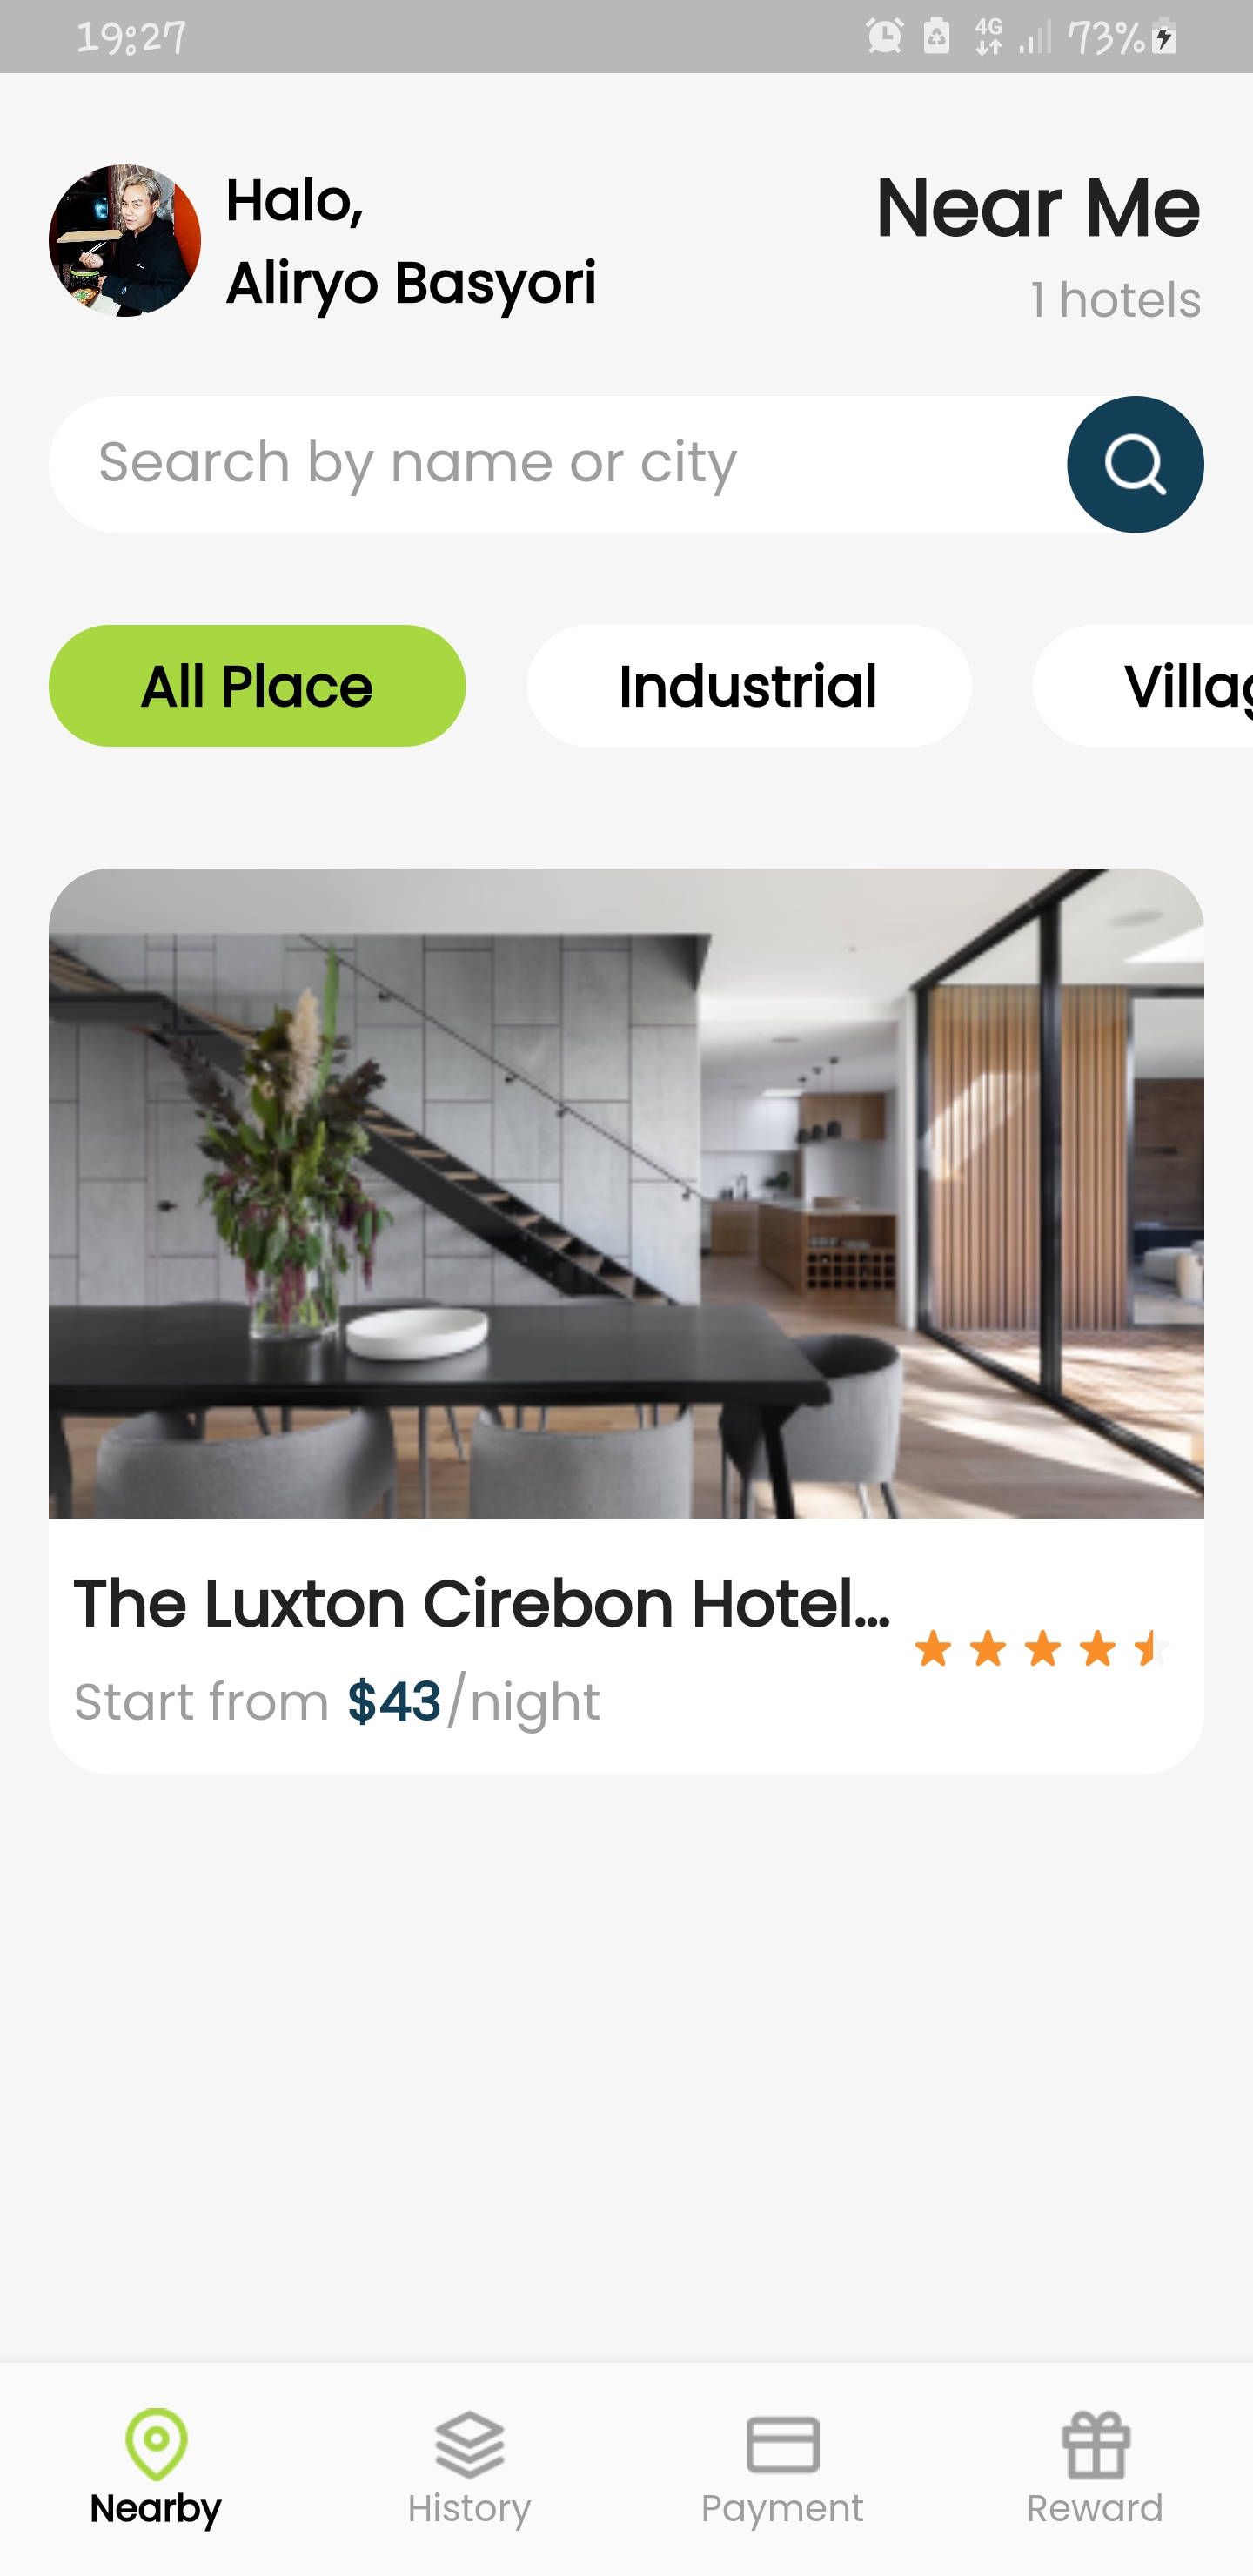 19:27
4G
73%
Halo,
Aliryo Basyori
Near Me
1 hotels
Search by name or city
All Place
Industrial
Villag
The Luxton Cirebon Hotel...
Start from $43/night
Nearby
History
Payment
Reward